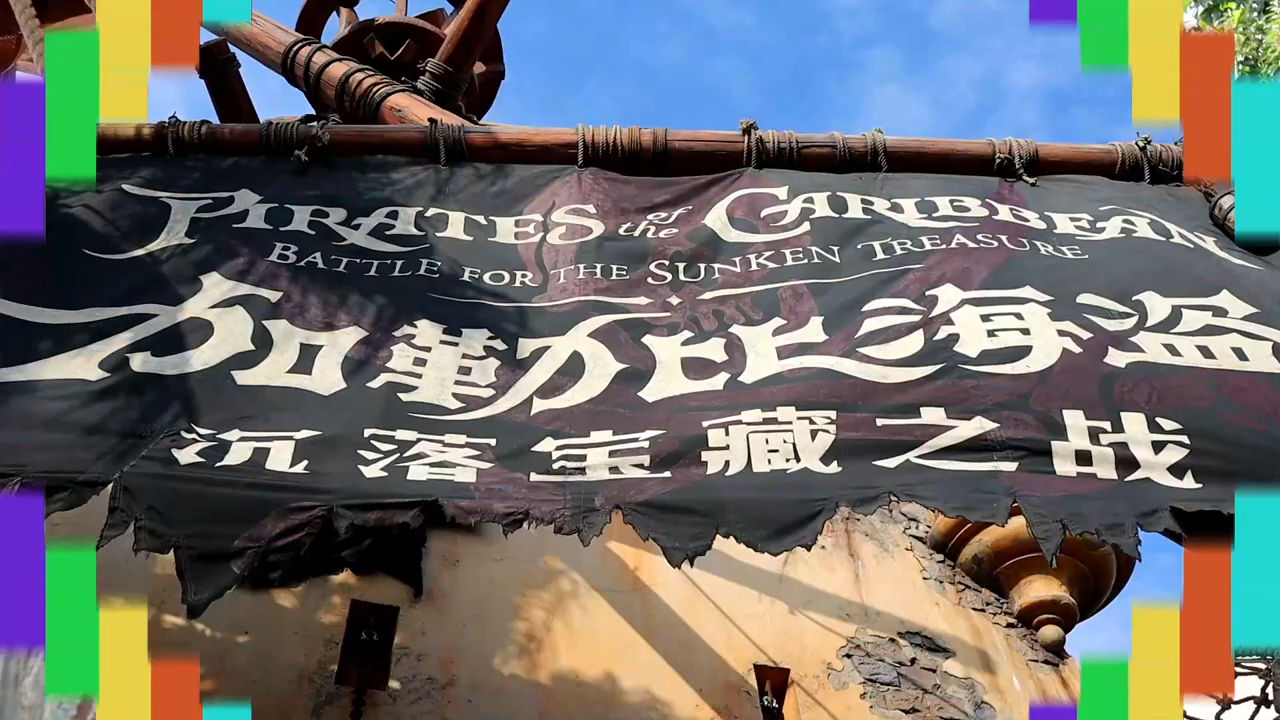 PIRATES of the CARIBBEAN
BATTLE FOR THE SUNKEN TREASURE
加勒比海盗
沉落宝藏之战